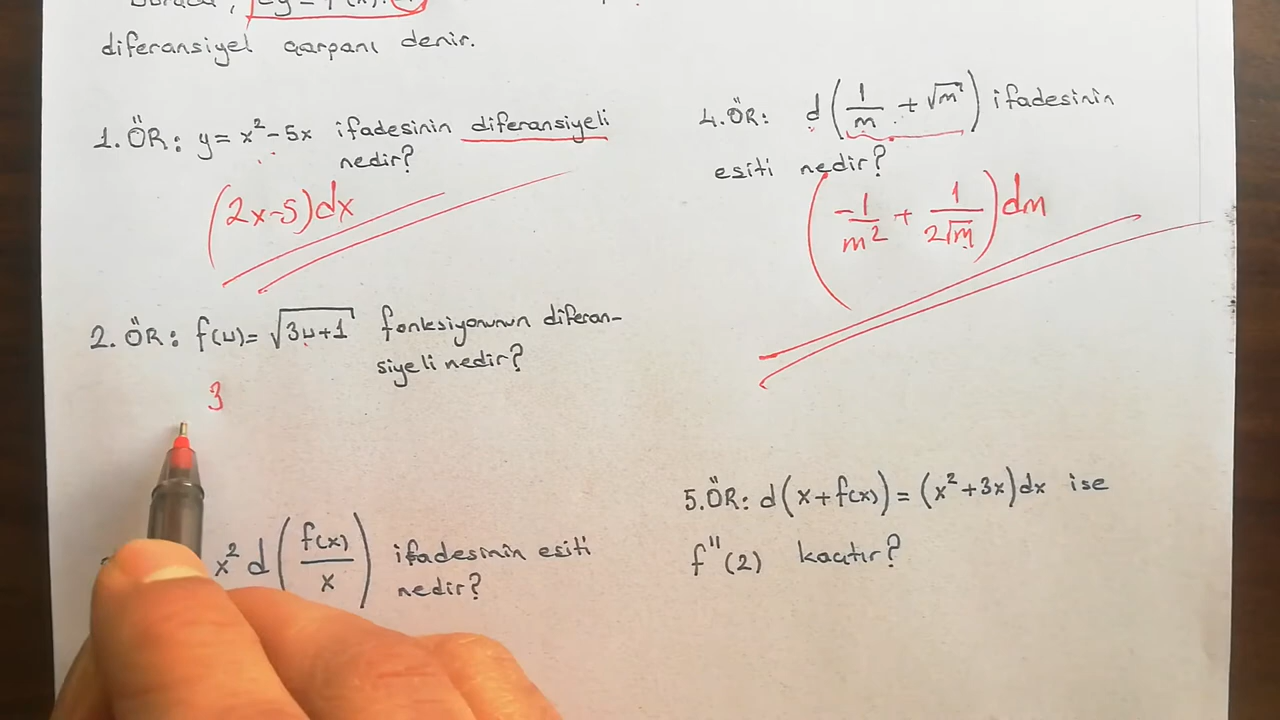 diferansiyel çarpanı denir.
1. ÖR: y = x² - 5x ifadesinin diferansiyeli
nedir?
(2x-5)dx
2. ÖR: f(u) = √(3u+1) fonksiyonunun diferan-
siyeli nedir?
3
x² d(f(x)/x) ifadesinin esiti
nedir?
4. ÖR: d(1/m + √m) ifadesinin
esiti nedir?
(-1/m² + 1/(2√m))dm
5. ÖR: d(x+f(x)) = (x²+3x)dx ise
f"(2) kaçtır?